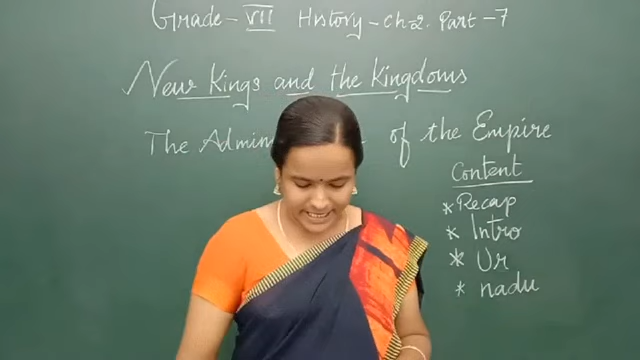 Grade - VII History - Ch-2. Part - 7
New Kings and the Kingdoms
The Admin of the Empire
Content
* Recap
* Intro
* Ur
* nadu